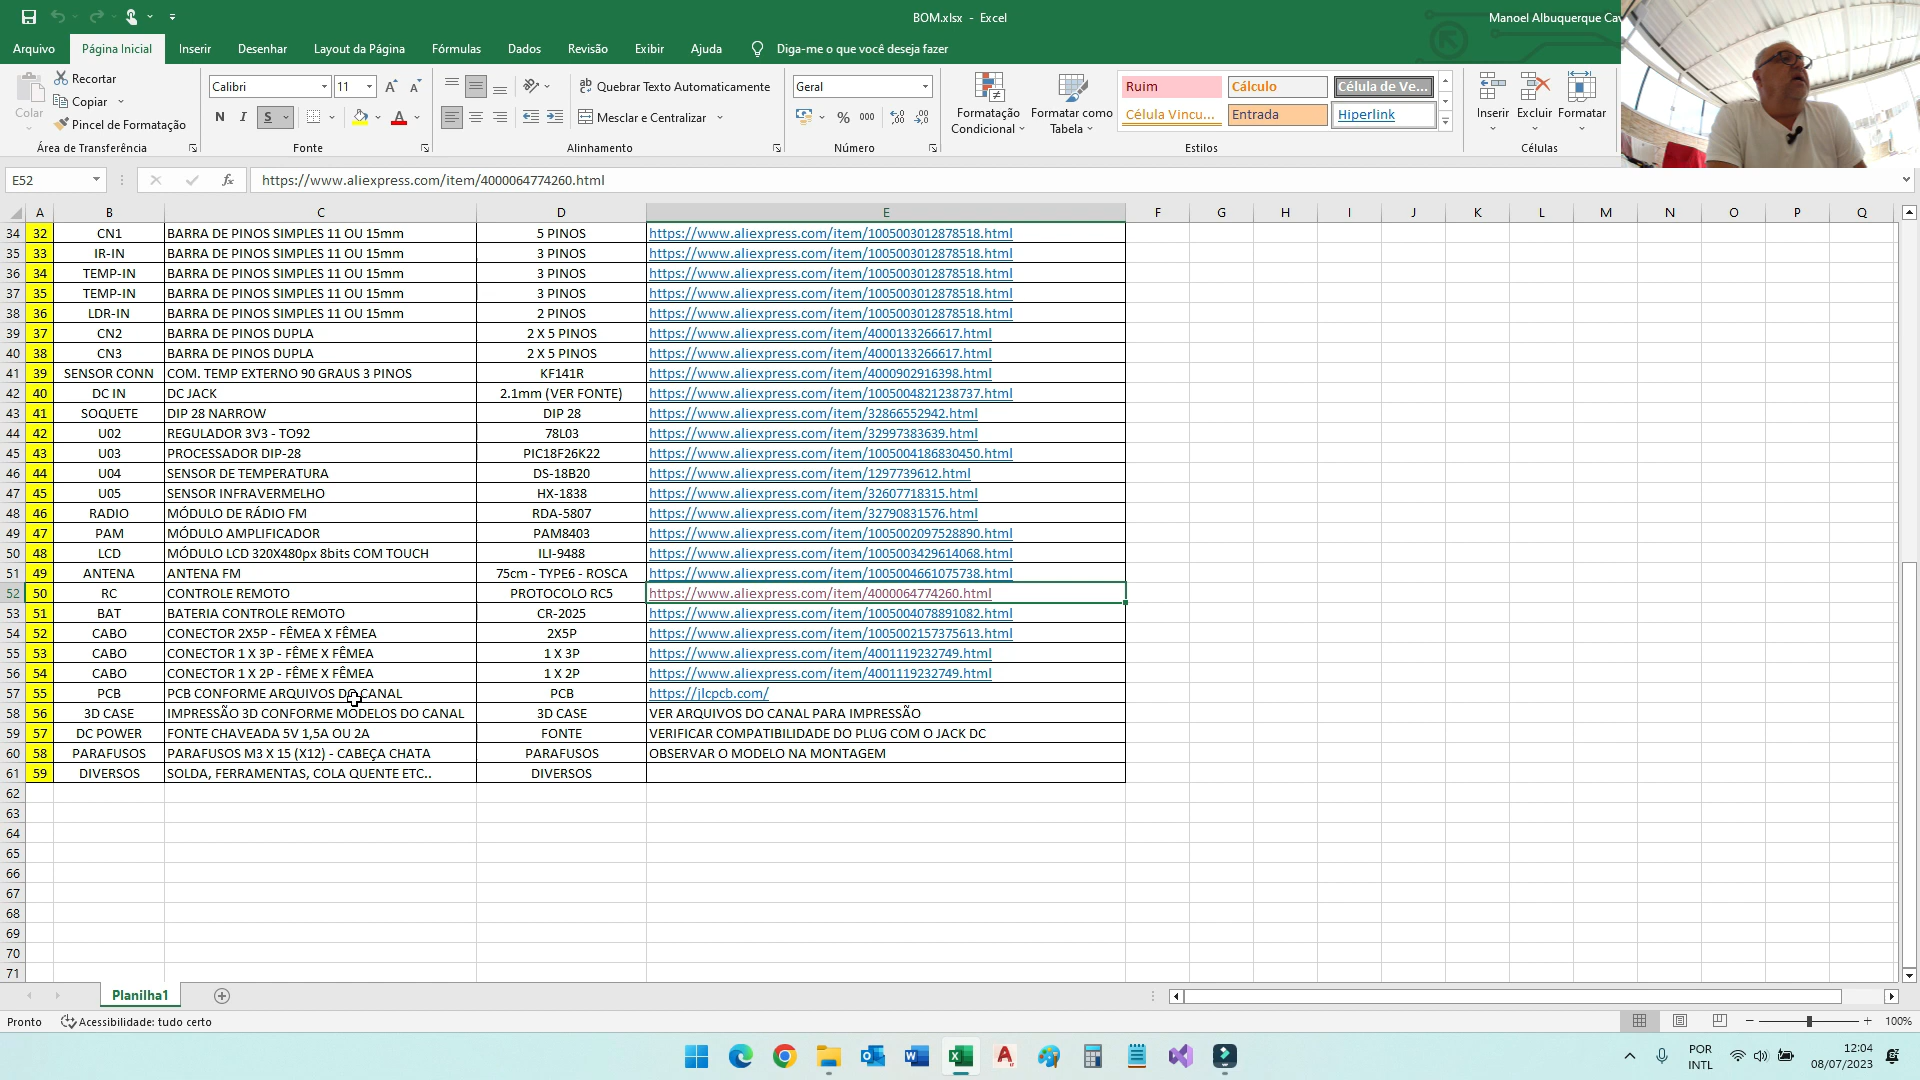 BOM.xlsx - Excel
Manoel Albuquerque Cav
Arquivo Página Inicial Inserir Desenhar Layout da Página Fórmulas Dados Revisão Exibir Ajuda Diga-me o que você deseja fazer
Colar
Recortar
Copiar
Pincel de Formatação
Área de Transferência
Calibri 11
N I S
Fonte
Quebrar Texto Automaticamente
Mesclar e Centralizar
Alinhamento
Geral
% 000
Número
Formatação Condicional
Formatar como Tabela
Ruim Cálculo Célula de Ve...
Célula Vincu... Entrada Hiperlink
Estilos
Inserir Excluir Formatar
Células
E52 fx https://www.aliexpress.com/item/4000064774260.html
A B C D E F G H I J K L M N O P Q
34 32 CN1 BARRA DE PINOS SIMPLES 11 OU 15mm 5 PINOS https://www.aliexpress.com/item/1005003012878518.html
35 33 IR-IN BARRA DE PINOS SIMPLES 11 OU 15mm 3 PINOS https://www.aliexpress.com/item/1005003012878518.html
36 34 TEMP-IN BARRA DE PINOS SIMPLES 11 OU 15mm 3 PINOS https://www.aliexpress.com/item/1005003012878518.html
37 35 TEMP-IN BARRA DE PINOS SIMPLES 11 OU 15mm 3 PINOS https://www.aliexpress.com/item/1005003012878518.html
38 36 LDR-IN BARRA DE PINOS SIMPLES 11 OU 15mm 2 PINOS https://www.aliexpress.com/item/1005003012878518.html
39 37 CN2 BARRA DE PINOS DUPLA 2 X 5 PINOS https://www.aliexpress.com/item/4000133266617.html
40 38 CN3 BARRA DE PINOS DUPLA 2 X 5 PINOS https://www.aliexpress.com/item/4000133266617.html
41 39 SENSOR CONN COM. TEMP EXTERNO 90 GRAUS 3 PINOS KF141R https://www.aliexpress.com/item/4000902916398.html
42 40 DC IN DC JACK 2.1mm (VER FONTE) https://www.aliexpress.com/item/1005004821238737.html
43 41 SOQUETE DIP 28 NARROW DIP 28 https://www.aliexpress.com/item/32866552942.html
44 42 U02 REGULADOR 3V3 - TO92 78L03 https://www.aliexpress.com/item/32997383639.html
45 43 U03 PROCESSADOR DIP-28 PIC18F26K22 https://www.aliexpress.com/item/1005004186830450.html
46 44 U04 SENSOR DE TEMPERATURA DS-18B20 https://www.aliexpress.com/item/1297739612.html
47 45 U05 SENSOR INFRAVERMELHO HX-1838 https://www.aliexpress.com/item/32607718315.html
48 46 RADIO MÓDULO DE RÁDIO FM RDA-5807 https://www.aliexpress.com/item/32790831576.html
49 47 PAM MÓDULO AMPLIFICADOR PAM8403 https://www.aliexpress.com/item/1005002097528890.html
50 48 LCD MÓDULO LCD 320X480px 8bits COM TOUCH ILI-9488 https://www.aliexpress.com/item/1005003429614068.html
51 49 ANTENA ANTENA FM 75cm - TYPE6 - ROSCA https://www.aliexpress.com/item/1005004661075738.html
52 50 RC CONTROLE REMOTO PROTOCOLO RC5 https://www.aliexpress.com/item/4000064774260.html
53 51 BAT BATERIA CONTROLE REMOTO CR-2025 https://www.aliexpress.com/item/1005004078891082.html
54 52 CABO CONECTOR 2X5P - FÊMEA X FÊMEA 2X5P https://www.aliexpress.com/item/1005002157375613.html
55 53 CABO CONECTOR 1 X 3P - FÊME X FÊMEA 1 X 3P https://www.aliexpress.com/item/4001119232749.html
56 54 CABO CONECTOR 1 X 2P - FÊME X FÊMEA 1 X 2P https://www.aliexpress.com/item/4001119232749.html
57 55 PCB PCB CONFORME ARQUIVOS DO CANAL PCB https://jlcpcb.com/
58 56 3D CASE IMPRESSÃO 3D CONFORME MODELOS DO CANAL 3D CASE VER ARQUIVOS DO CANAL PARA IMPRESSÃO
59 57 DC POWER FONTE CHAVEADA 5V 1,5A OU 2A FONTE VERIFICAR COMPATIBILIDADE DO PLUG COM O JACK DC
60 58 PARAFUSOS PARAFUSOS M3 X 15 (X12) - CABEÇA CHATA PARAFUSOS OBSERVAR O MODELO NA MONTAGEM
61 59 DIVERSOS SOLDA, FERRAMENTAS, COLA QUENTE ETC.. DIVERSOS
62
63
64
65
66
67
68
69
70
71
Planilha1
Pronto Acessibilidade: tudo certo 100%
POR INTL
12:04
08/07/2023